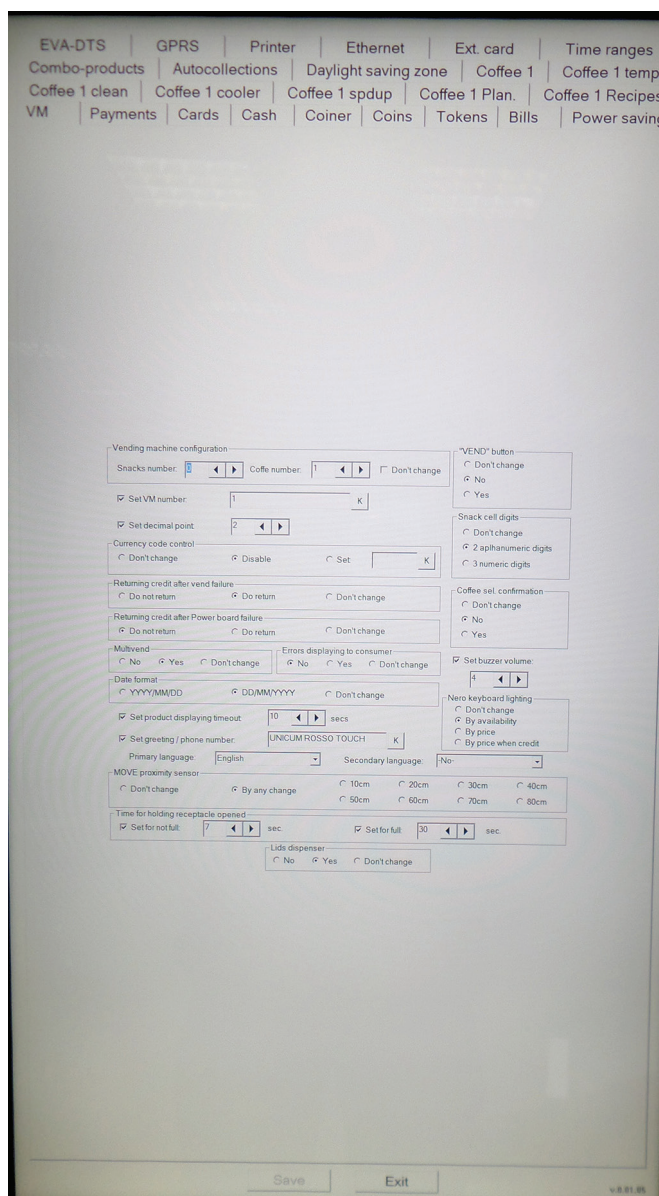 EVA-DTS GPRS Printer Ethernet Ext. card Time ranges
Combo-products Autocollections Daylight saving zone Coffee 1 Coffee 1 temp
Coffee 1 clean Coffee 1 cooler Coffee 1 spdup Coffee 1 Plan. Coffee 1 Recipes
VM Payments Cards Cash Coiner Coins Tokens Bills Power saving
Vending machine configuration
Snacks number: 0 Coffe number: 1 Don't change
Set VM number 1 K
Set decimal point 2
Currency code control
Don't change Disable Set K
Returning credit after vend failure
Do not return Do return Don't change
Returning credit after Power board failure
Do not return Do return Don't change
Multivend
No Yes Don't change
Errors displaying to consumer
No Yes Don't change
Date format
YYYY/MM/DD DD/MM/YYYY Don't change
Set product displaying timeout 10 secs
Set greeting / phone number: UNICUM ROSSO TOUCH K
Primary language: English Secondary language: -No-
"VEND" button
Don't change
No
Yes
Snack cell digits
Don't change
2 aplhanumeric digits
3 numeric digits
Coffee sel. confirmation
Don't change
No
Yes
Set buzzer volume:
4
Nero keyboard lighting
Don't change
By availability
By price
By price when credit
MOVE proximity sensor
Don't change By any change 10cm 20cm 30cm 40cm
50cm 60cm 70cm 80cm
Time for holding receptacle opened
Set for not full: 7 sec. Set for full: 30 sec.
Lids dispenser
No Yes Don't change
Save Exit